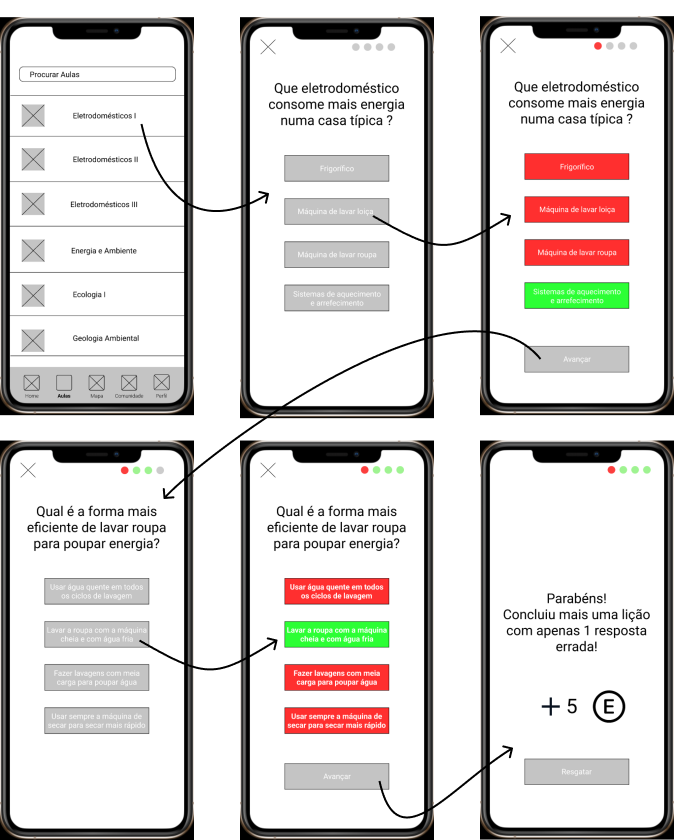 Procurar Aulas
Eletrodomésticos I
Eletrodomésticos II
Eletrodomésticos III
Energia e Ambiente
Ecologia I
Geologia Ambiental
Home
Aulas
Mapa
Comunidade
Perfil
Que eletrodoméstico
consome mais energia
numa casa típica ?
Frigorífico
Máquina de lavar loiça
Máquina de lavar roupa
Sistemas de aquecimento
e arrefecimento
Que eletrodoméstico
consome mais energia
numa casa típica ?
Frigorífico
Máquina de lavar loiça
Máquina de lavar roupa
Sistemas de aquecimento
e arrefecimento
Avançar
Qual é a forma mais
eficiente de lavar roupa
para poupar energia?
Usar água quente em todos
os ciclos de lavagem
Lavar a roupa com a máquina
cheia e com água fria
Fazer lavagens com meia
carga para poupar água
Usar sempre a máquina de
secar para secar mais rápido
Qual é a forma mais
eficiente de lavar roupa
para poupar energia?
Usar água quente em todos
os ciclos de lavagem
Lavar a roupa com a máquina
cheia e com água fria
Fazer lavagens com meia
carga para poupar água
Usar sempre a máquina de
secar para secar mais rápido
Avançar
Parabéns!
Concluiu mais uma lição
com apenas 1 resposta
errada!
+ 5 E
Resgatar